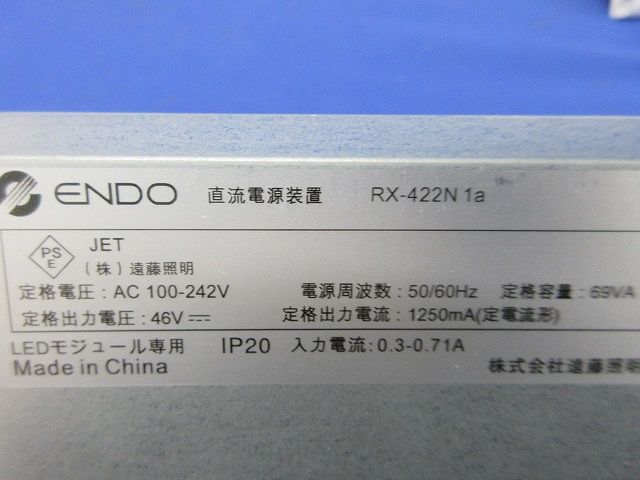 ENDO 直流電源装置 RX-422N 1a
PSE JET
(株)遠藤照明
定格電圧:AC 100-242V 電源周波数:50/60Hz 定格容量:69VA
定格出力電圧:46V⎓ 定格出力電流:1250mA(定電流形)
LEDモジュール専用 IP20 入力電流:0.3-0.71A
Made in China 株式会社遠藤照明